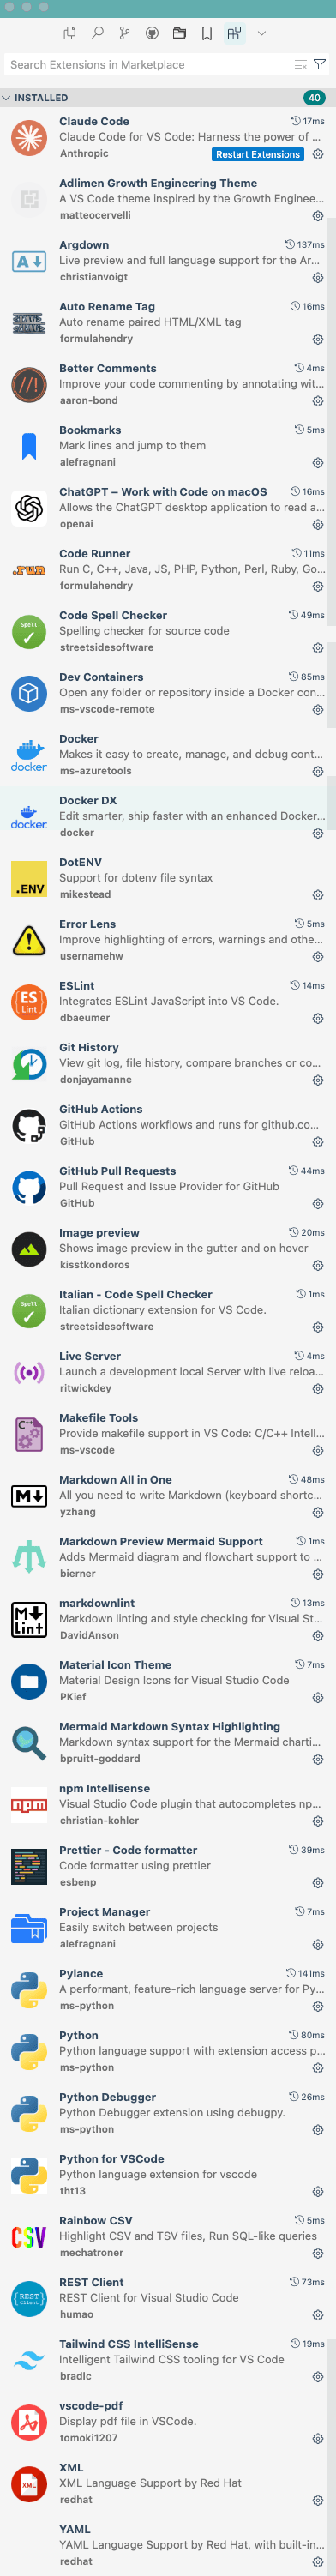 Search Extensions in Marketplace
INSTALLED 40
Claude Code 17ms
Claude Code for VS Code: Harness the power of ...
Anthropic Restart Extensions
Adlimen Growth Engineering Theme
A VS Code theme inspired by the Growth Enginee...
matteocervelli
Argdown 137ms
Live preview and full language support for the Ar...
christianvoigt
Auto Rename Tag 16ms
Auto rename paired HTML/XML tag
formulahendry
Better Comments 4ms
Improve your code commenting by annotating wit...
aaron-bond
Bookmarks 5ms
Mark lines and jump to them
alefragnani
ChatGPT – Work with Code on macOS 16ms
Allows the ChatGPT desktop application to read a...
openai
Code Runner 11ms
.run Run C, C++, Java, JS, PHP, Python, Perl, Ruby, Go...
formulahendry
Code Spell Checker 49ms
Spell Spelling checker for source code
streetsidesoftware
Dev Containers 85ms
Open any folder or repository inside a Docker con...
ms-vscode-remote
Docker
Makes it easy to create, manage, and debug cont...
docker ms-azuretools
Docker DX
Edit smarter, ship faster with an enhanced Docker...
docker docker
DotENV
Support for dotenv file syntax
.ENV mikestead
Error Lens 5ms
Improve highlighting of errors, warnings and othe...
usernamehw
ESLint 14ms
ES Lint Integrates ESLint JavaScript into VS Code.
dbaeumer
Git History
View git log, file history, compare branches or co...
donjayamanne
GitHub Actions
GitHub Actions workflows and runs for github.co...
GitHub
GitHub Pull Requests 44ms
Pull Request and Issue Provider for GitHub
GitHub
Image preview 20ms
Shows image preview in the gutter and on hover
kisstkondoros
Italian - Code Spell Checker 1ms
Spell Italian dictionary extension for VS Code.
streetsidesoftware
Live Server 4ms
Launch a development local Server with live reloa...
ritwickdey
Makefile Tools
C++ Provide makefile support in VS Code: C/C++ Intell...
ms-vscode
Markdown All in One 48ms
M All you need to write Markdown (keyboard shortc...
yzhang
Markdown Preview Mermaid Support 1ms
Adds Mermaid diagram and flowchart support to ...
bierner
markdownlint 13ms
M Lint Markdown linting and style checking for Visual St...
DavidAnson
Material Icon Theme 7ms
Material Design Icons for Visual Studio Code
PKief
Mermaid Markdown Syntax Highlighting
Markdown syntax support for the Mermaid charti...
bpruitt-goddard
npm Intellisense
npm Visual Studio Code plugin that autocompletes np...
christian-kohler
Prettier - Code formatter 39ms
Code formatter using prettier
esbenp
Project Manager 7ms
Easily switch between projects
alefragnani
Pylance 141ms
A performant, feature-rich language server for Py...
ms-python
Python 80ms
Python language support with extension access p...
ms-python
Python Debugger 26ms
Python Debugger extension using debugpy.
ms-python
Python for VSCode
Python language extension for vscode
tht13
Rainbow CSV 5ms
CSV Highlight CSV and TSV files, Run SQL-like queries
mechatroner
REST Client 73ms
REST client REST Client for Visual Studio Code
humao
Tailwind CSS IntelliSense 19ms
Intelligent Tailwind CSS tooling for VS Code
bradlc
vscode-pdf
Display pdf file in VSCode.
tomoki1207
XML
XML XML Language Support by Red Hat
redhat
YAML
YAML Language Support by Red Hat, with built-in...
redhat